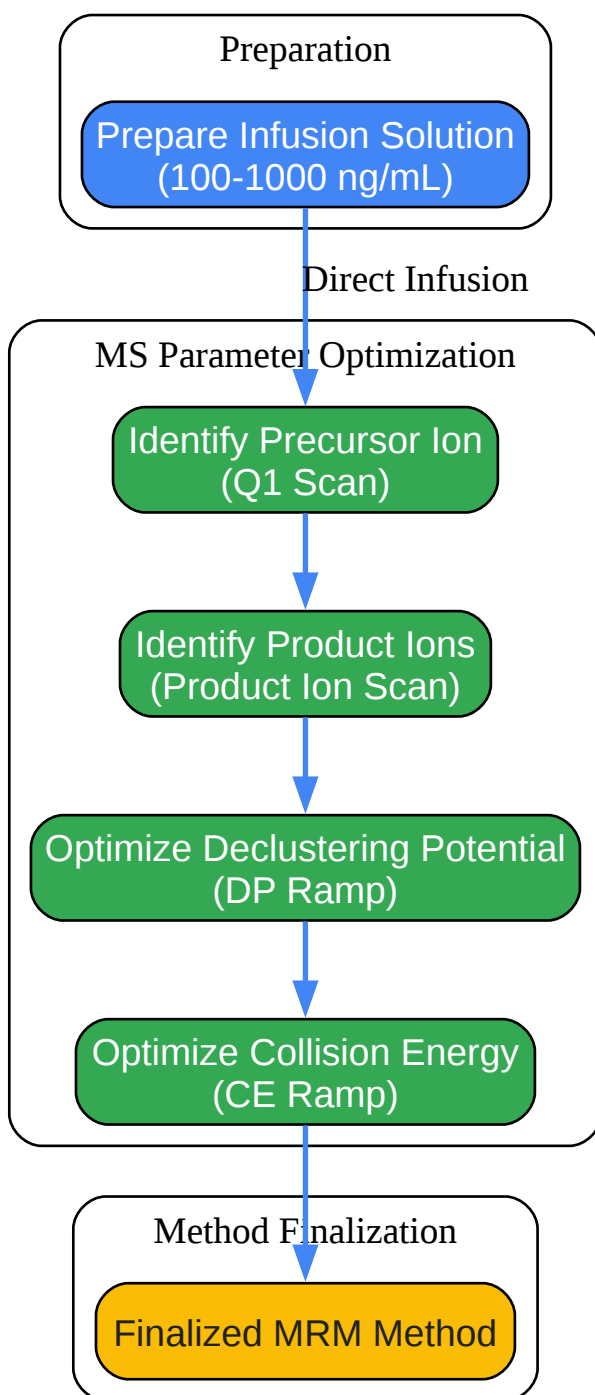 Preparation
Prepare Infusion Solution
(100-1000 ng/mL)
Direct Infusion
MS Parameter Optimization
Identify Precursor Ion
(Q1 Scan)
Identify Product Ions
(Product Ion Scan)
Optimize Declustering Potential
(DP Ramp)
Optimize Collision Energy
(CE Ramp)
Method Finalization
Finalized MRM Method